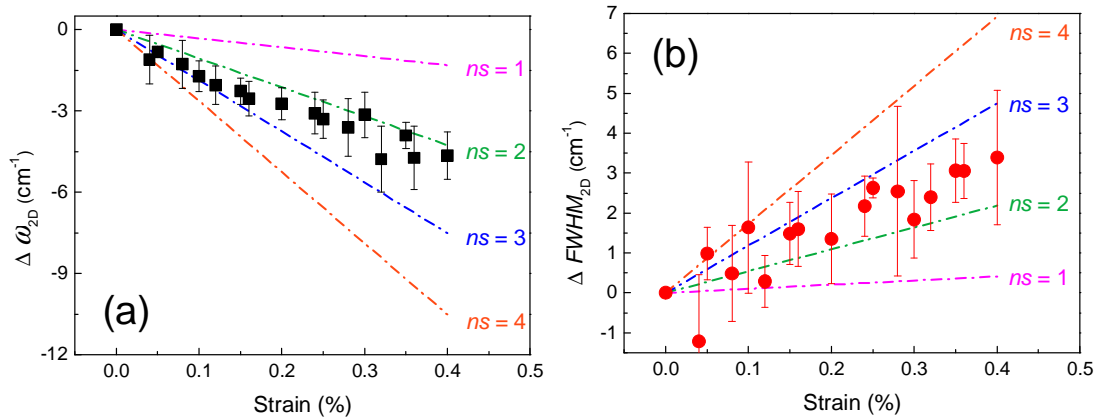 0
-3
-6
-9
-12
Δ ω2D (cm⁻¹)
(a)
ns = 1
ns = 2
ns = 3
ns = 4
0.0 0.1 0.2 0.3 0.4 0.5
Strain (%)
7
6
5
4
3
2
1
0
-1
Δ FWHM2D (cm⁻¹)
(b)
ns = 4
ns = 3
ns = 2
ns = 1
0.0 0.1 0.2 0.3 0.4 0.5
Strain (%)